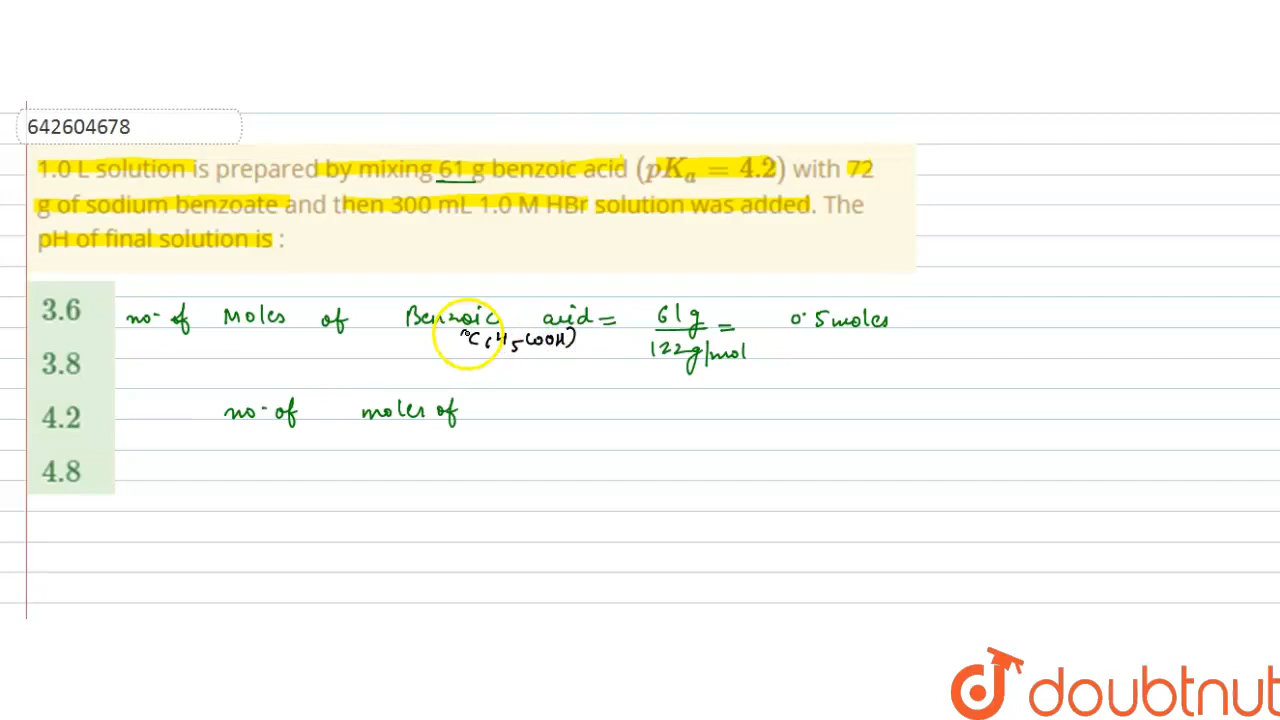 642604678
1.0 L solution is prepared by mixing 61 g benzoic acid (pKₐ = 4.2) with 72
g of sodium benzoate and then 300 mL 1.0 M HBr solution was added. The
pH of final solution is :
3.6
3.8
4.2
4.8
no. of Moles of Benzoic acid = 61g / 122g/mol = 0.5 moles
(C₆H₅COOH)
no. of moles of
doubtnut